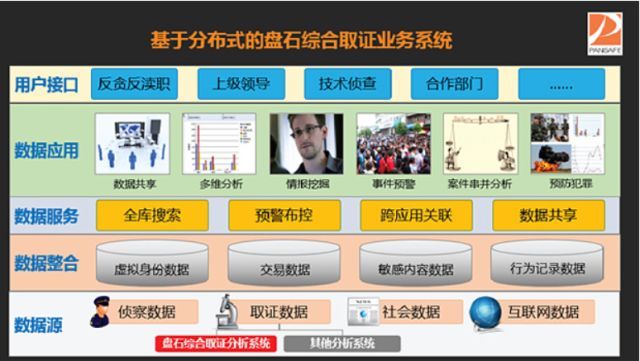 基于分布式的盘石综合取证业务系统
PANSAFE
用户接口
反贪反渎职
上级领导
技术侦查
合作部门
......
数据应用
数据共享
多维分析
情报挖掘
事件预警
案件串并分析
预防犯罪
数据服务
全库搜索
预警布控
跨应用关联
数据共享
数据整合
虚拟身份数据
交易数据
敏感内容数据
行为记录数据
数据源
侦察数据
取证数据
NEWS
社会数据
互联网数据
盘石综合取证分析系统
其他分析系统